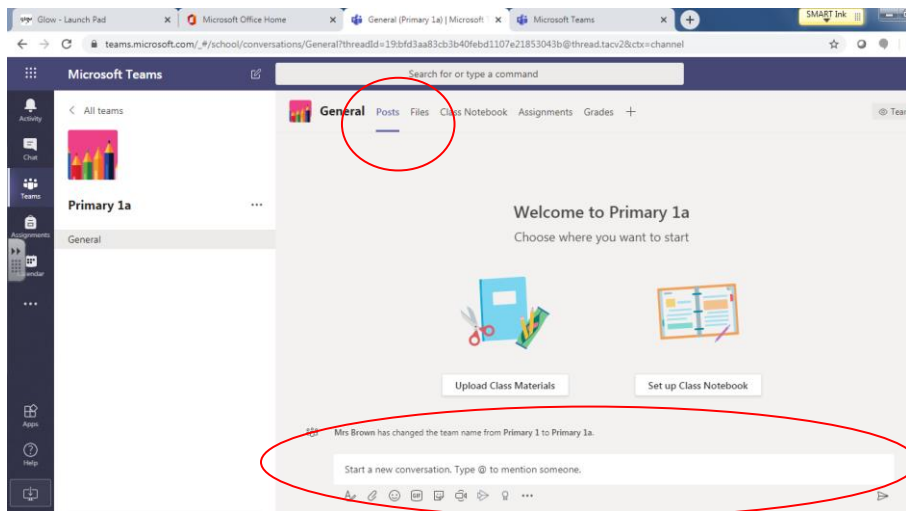 Glow - Launch Pad
Microsoft Office Home
General (Primary 1a) | Microsoft
Microsoft Teams
SMART Ink
teams.microsoft.com/_#/school/conversations/General?threadId=19:bfd3aa83cb3b40febd1107e21853043b@thread.tacv2&ctx=channel
Microsoft Teams
Search for or type a command
Activity
Chat
Teams
Assignments
Calendar
Apps
Help
All teams
Primary 1a
General
General Posts Files Class Notebook Assignments Grades
Team
Welcome to Primary 1a
Choose where you want to start
Upload Class Materials
Set up Class Notebook
Mrs Brown has changed the team name from Primary 1 to Primary 1a.
Start a new conversation. Type @ to mention someone.
GIF